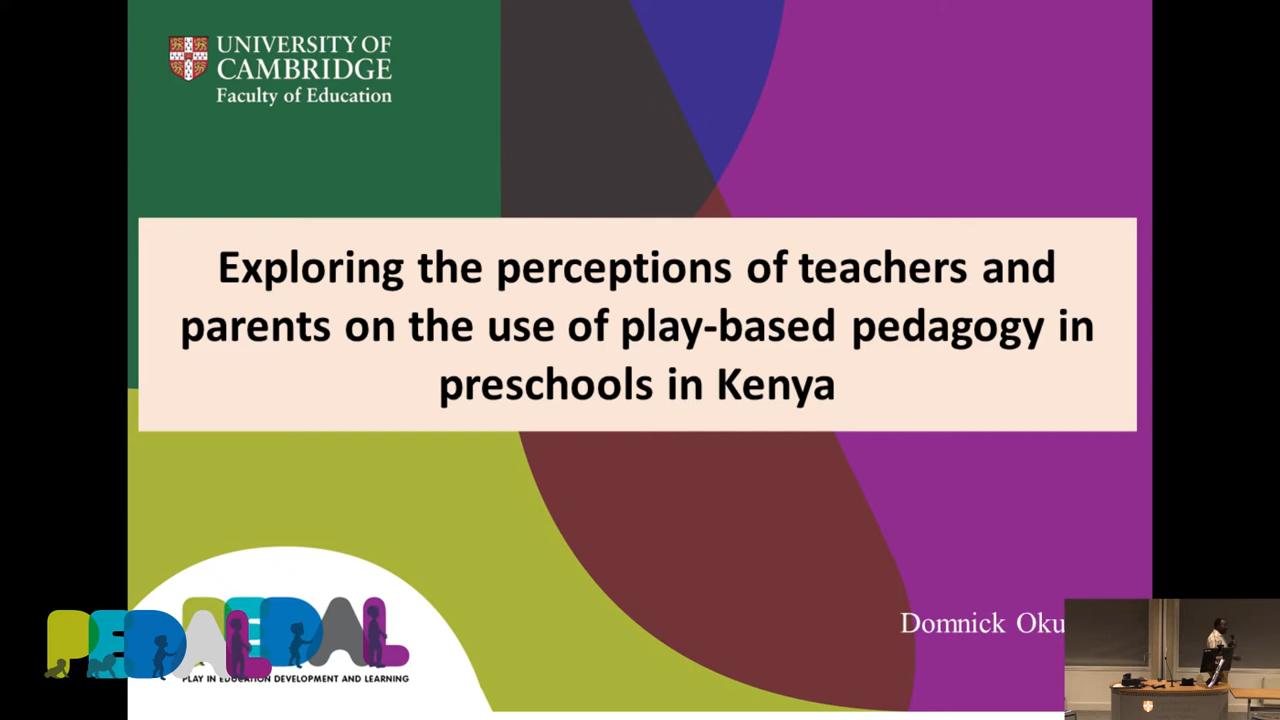 UNIVERSITY OF
CAMBRIDGE
Faculty of Education
Exploring the perceptions of teachers and
parents on the use of play-based pedagogy in
preschools in Kenya
Domnick
PEDAL
PEDAL
PLAY IN EDUCATION DEVELOPMENT AND LEARNING